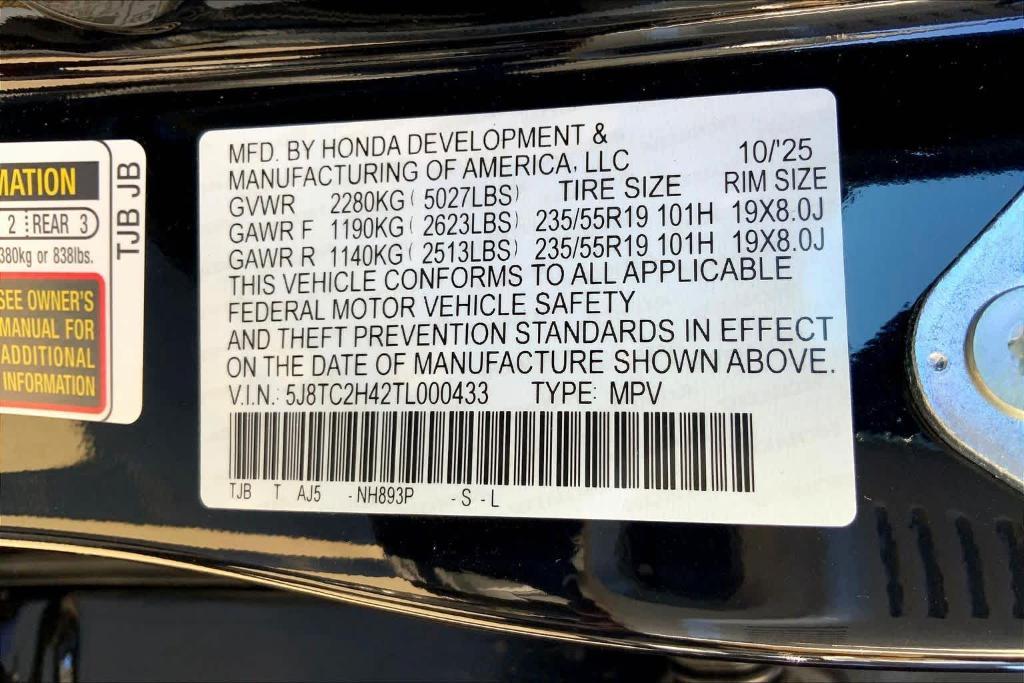 MATION
2 REAR 3
380kg or 838lbs.
SEE OWNER'S
MANUAL FOR
ADDITIONAL
INFORMATION
TJB JB
MFD. BY HONDA DEVELOPMENT &
MANUFACTURING OF AMERICA, LLC 10/'25
GVWR 2280KG ( 5027LBS) TIRE SIZE RIM SIZE
GAWR F 1190KG ( 2623LBS) 235/55R19 101H 19X8.0J
GAWR R 1140KG ( 2513LBS) 235/55R19 101H 19X8.0J
THIS VEHICLE CONFORMS TO ALL APPLICABLE
FEDERAL MOTOR VEHICLE SAFETY
AND THEFT PREVENTION STANDARDS IN EFFECT
ON THE DATE OF MANUFACTURE SHOWN ABOVE.
V.I.N.: 5J8TC2H42TL000433 TYPE: MPV
TJB T AJ5 - NH893P - S - L